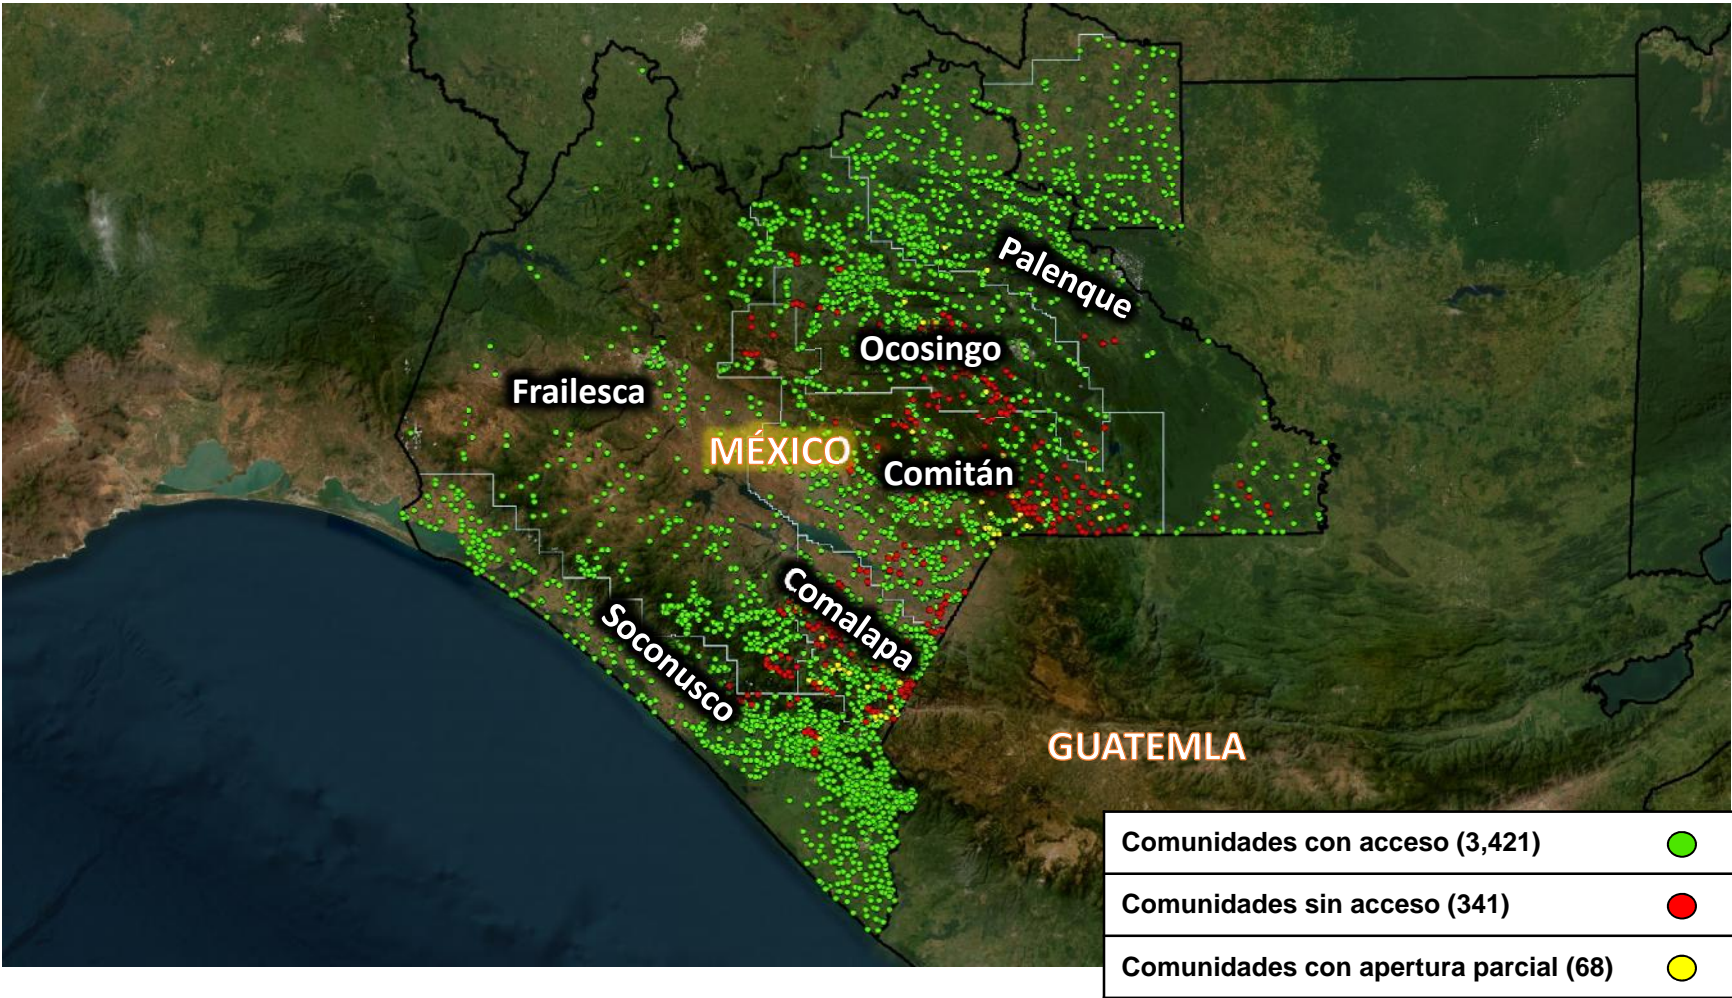 Palenque
Ocosingo
Frailesca
MÉXICO
Comitán
Comalapa
Soconusco
GUATEMLA
Comunidades con acceso (3,421)
Comunidades sin acceso (341)
Comunidades con apertura parcial (68)